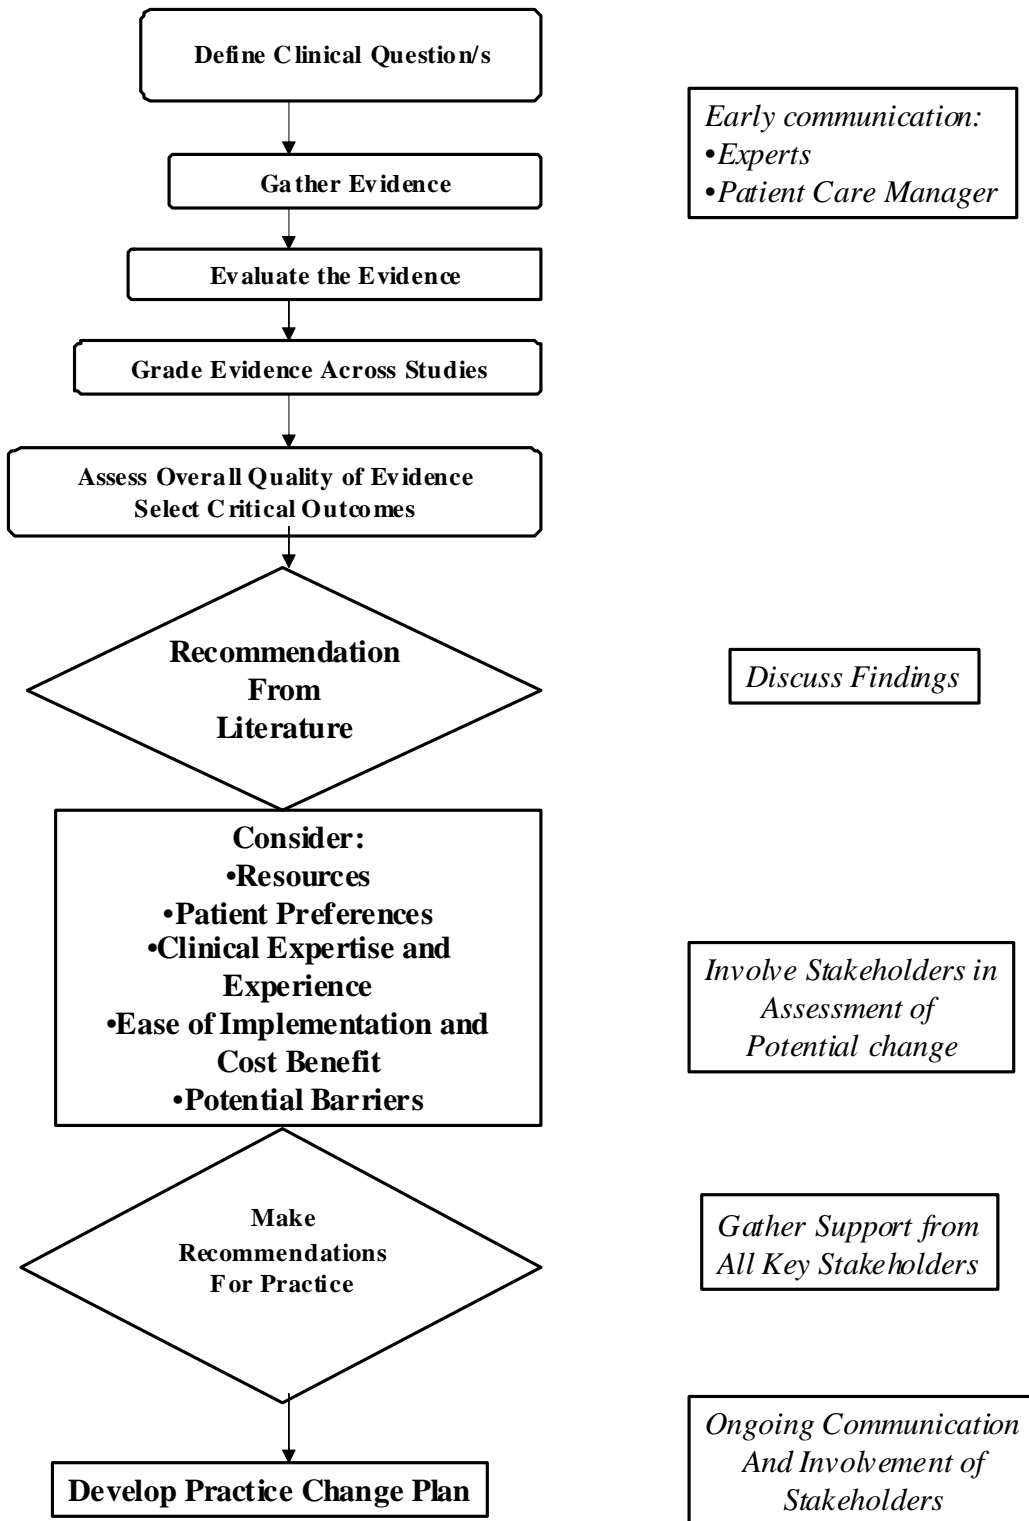 Define Clinical Question/s
Early communication:
•Experts
•Patient Care Manager
Gather Evidence
Evaluate the Evidence
Grade Evidence Across Studies
Assess Overall Quality of Evidence
Select Critical Outcomes
Recommendation
From
Literature
Discuss Findings
Consider:
•Resources
•Patient Preferences
•Clinical Expertise and
Experience
•Ease of Implementation and
Cost Benefit
•Potential Barriers
Involve Stakeholders in
Assessment of
Potential change
Make
Recommendations
For Practice
Gather Support from
All Key Stakeholders
Develop Practice Change Plan
Ongoing Communication
And Involvement of
Stakeholders